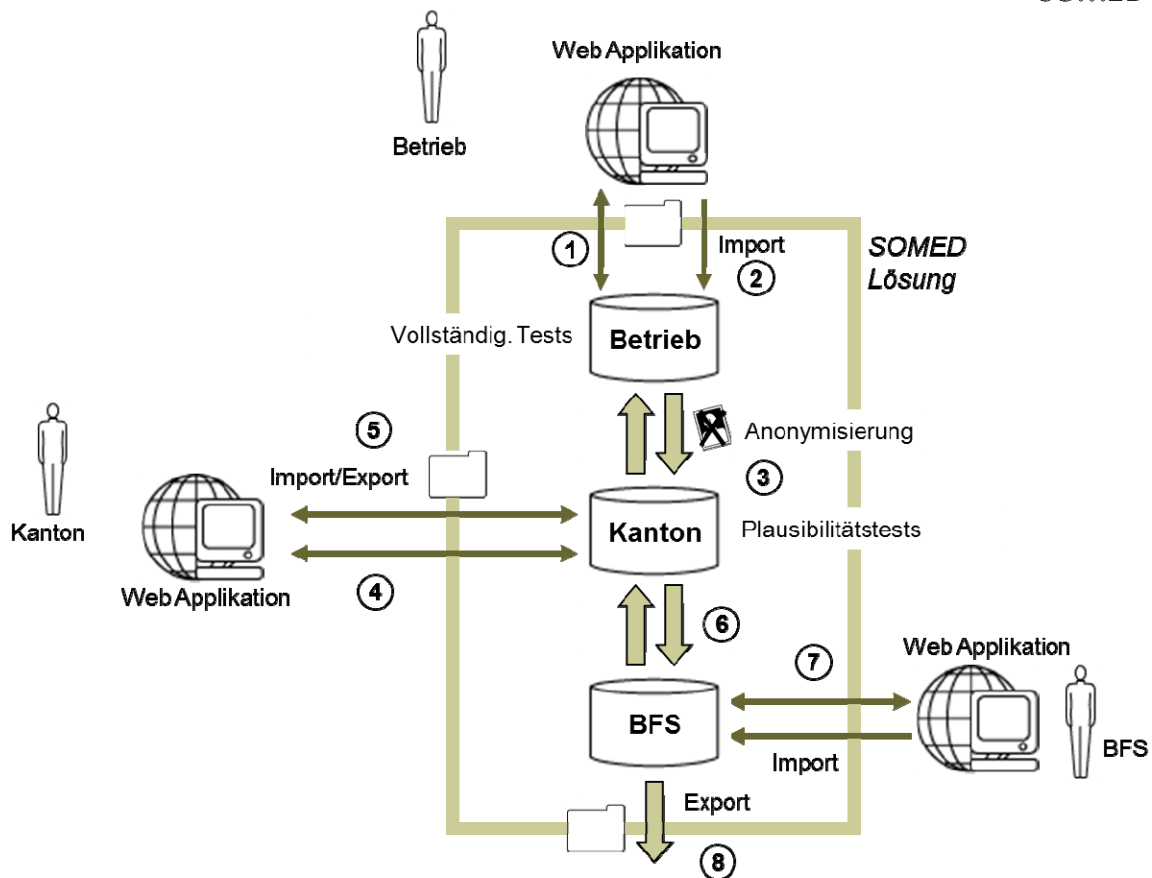 Web Applikation
Betrieb
1
Import
2
SOMED
Lösung
Vollständig. Tests
Betrieb
Anonymisierung
3
5
Import/Export
Kanton
Kanton
Plausibilitätstests
Web Applikation
4
6
7
Web Applikation
BFS
Import
BFS
Export
8